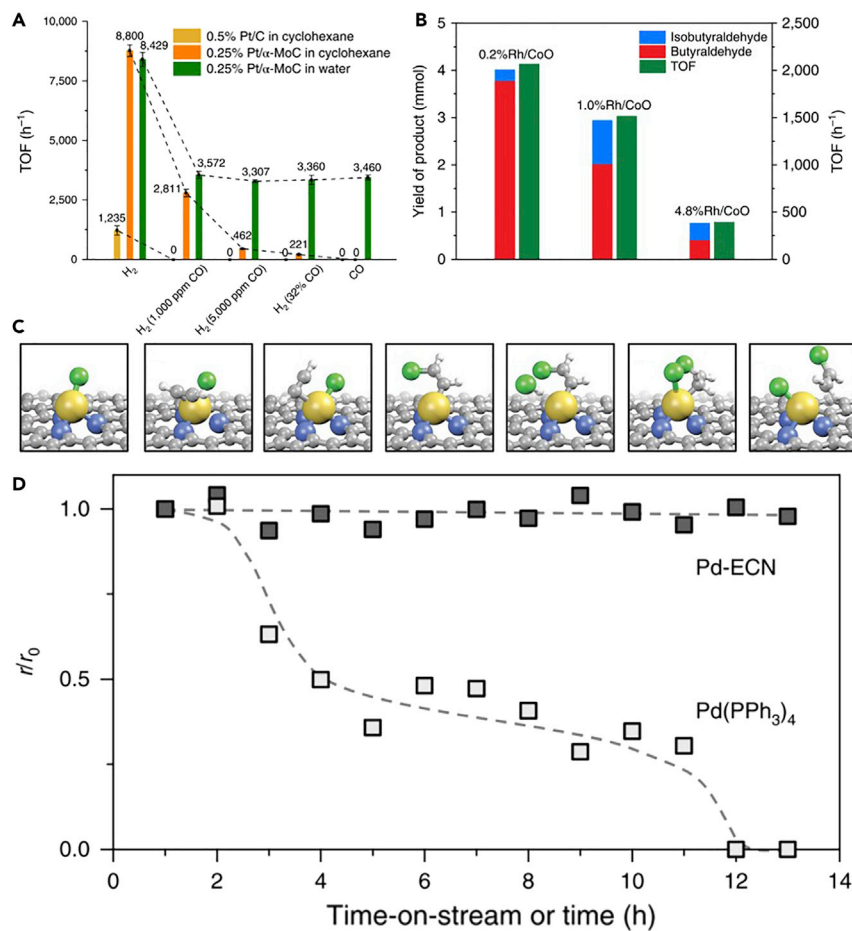 A
0.5% Pt/C in cyclohexane
0.25% Pt/α-MoC in cyclohexane
0.25% Pt/α-MoC in water
TOF (h⁻¹)
10,000
7,500
5,000
2,500
0
8,800
8,429
1,235
2,811
3,572
0
462
3,307
0
221
3,360
0
0
3,460
0
H₂
H₂ (1,000 ppm CO)
H₂ (5,000 ppm CO)
H₂ (32% CO)
CO
B
Isobutyraldehyde
Butyraldehyde
TOF
Yield of product (mmol)
5
4
3
2
1
0
0.2%Rh/CoO
1.0%Rh/CoO
4.8%Rh/CoO
2,500
2,000
1,500
1,000
500
0
TOF (h⁻¹)
C
D
r/r₀
1.0
0.5
0.0
Pd-ECN
Pd(PPh₃)₄
0 2 4 6 8 10 12 14
Time-on-stream or time (h)